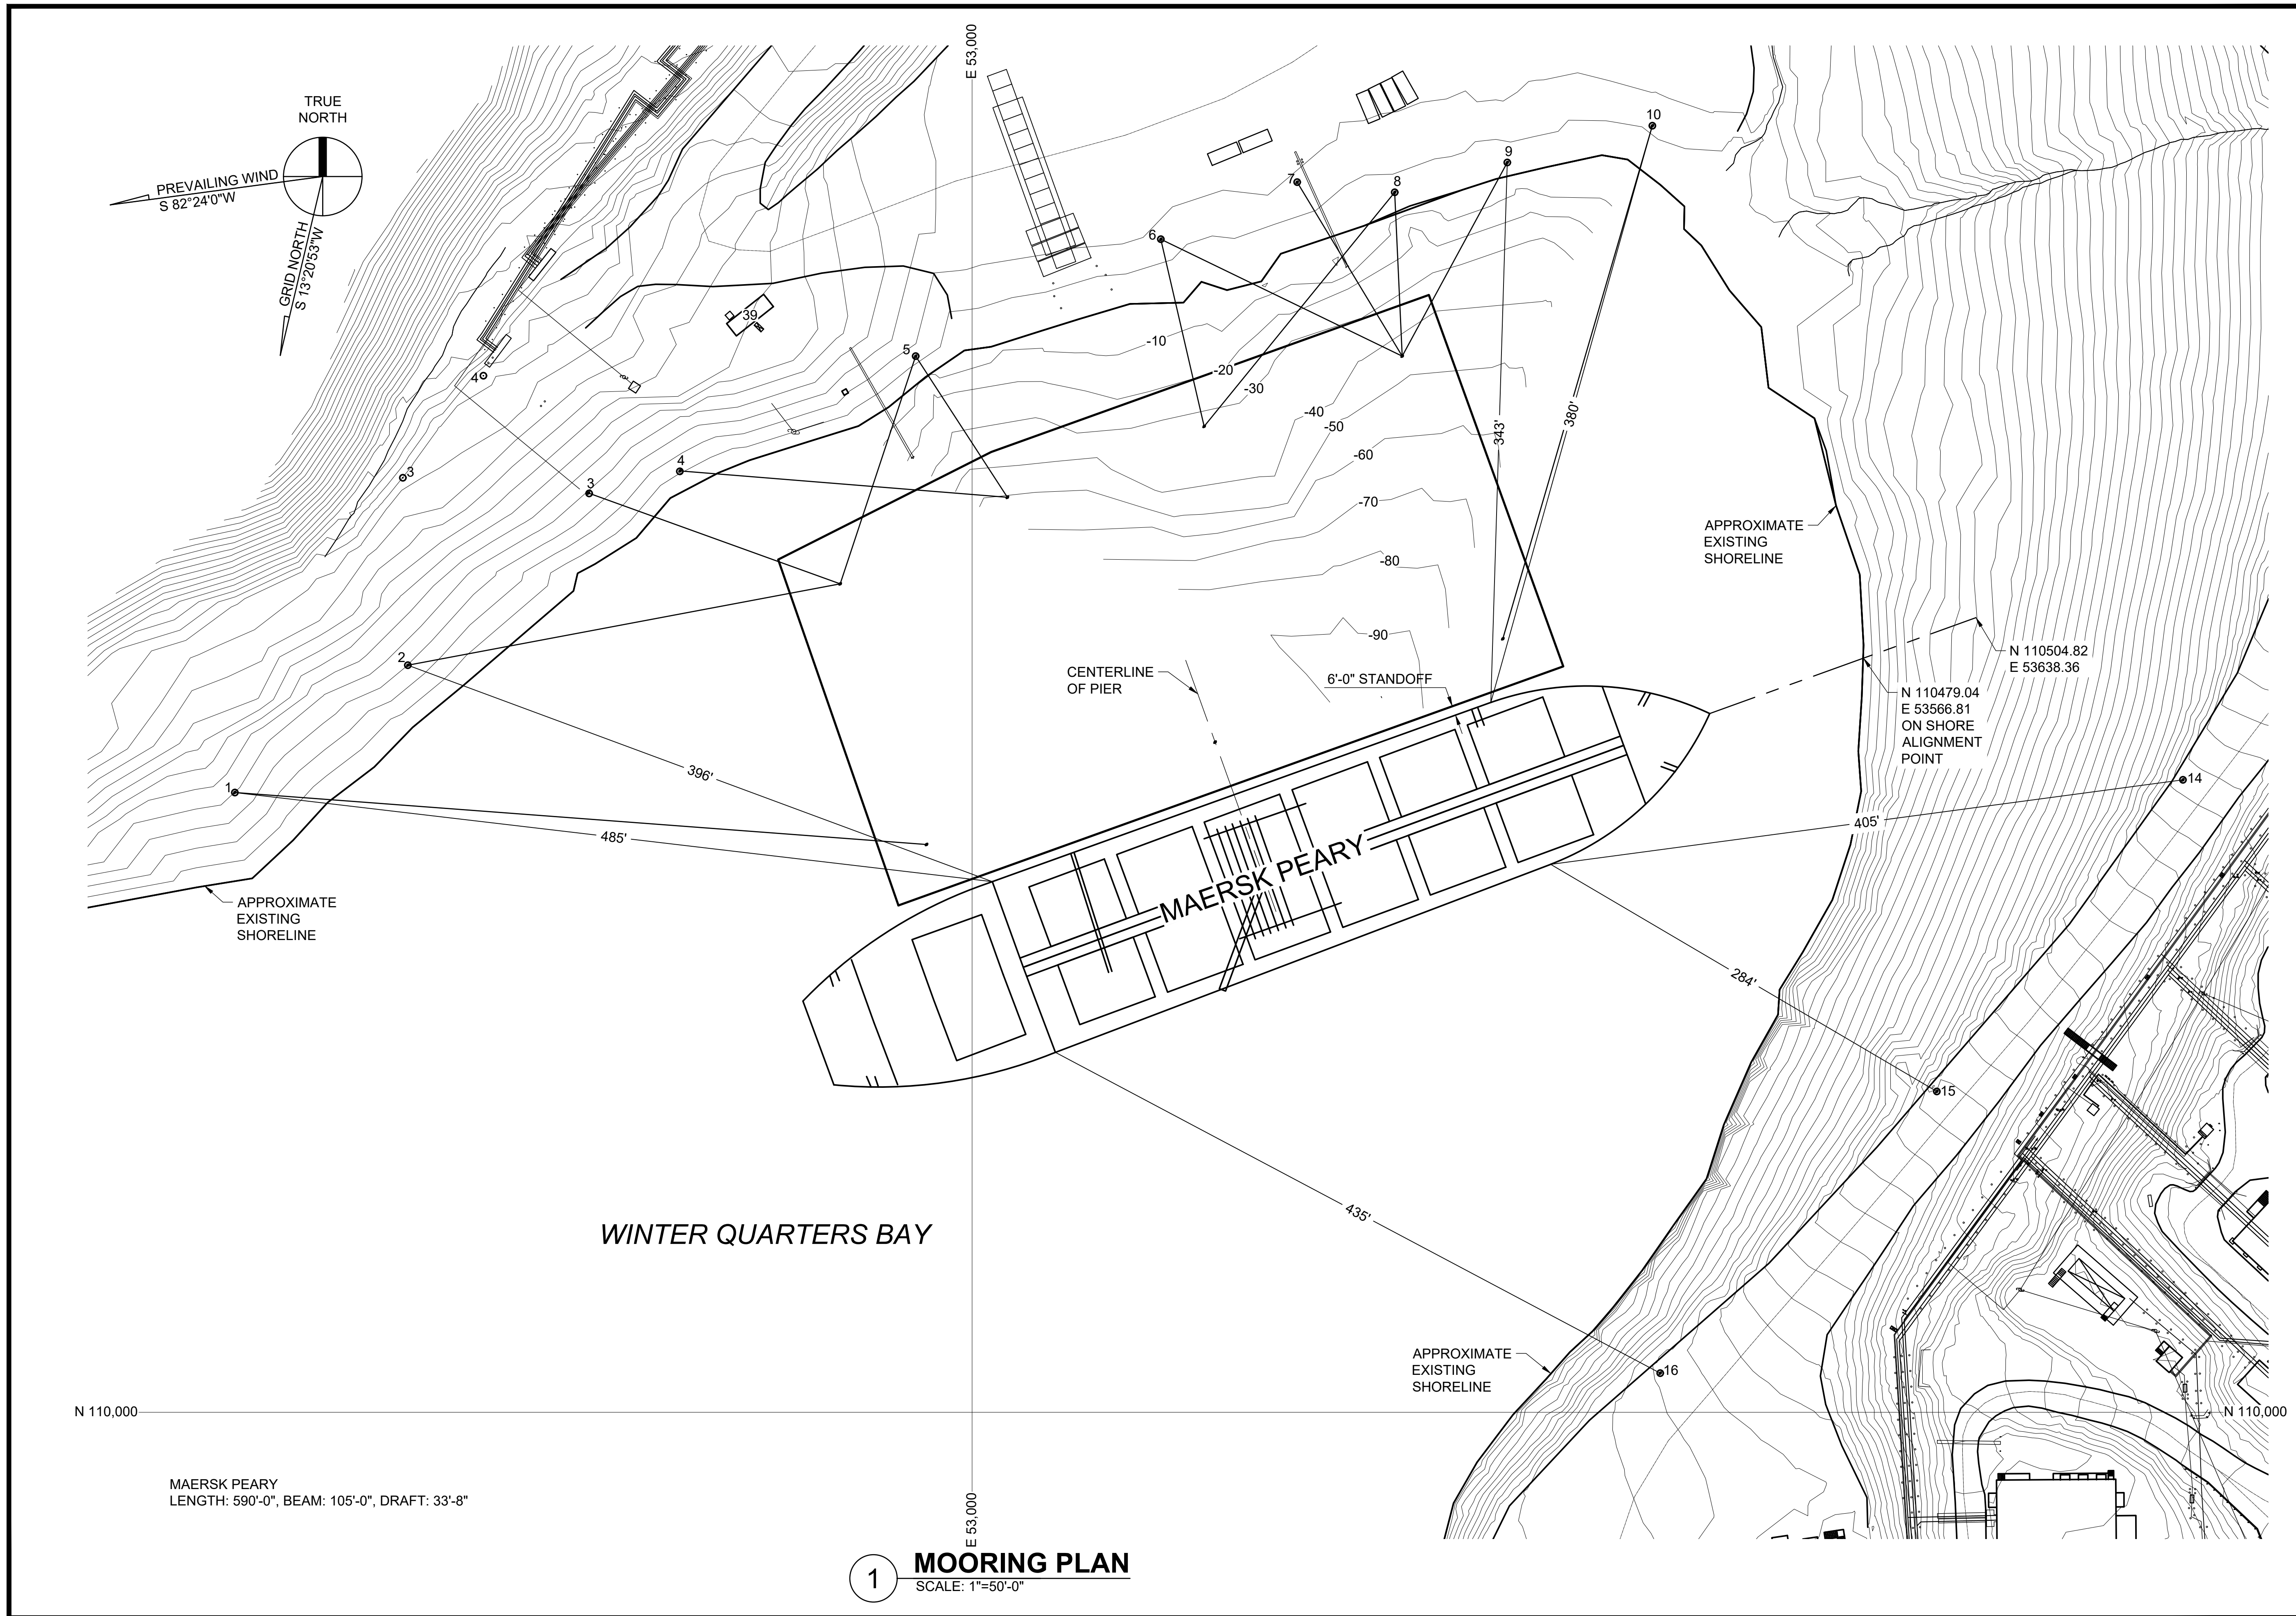 E 53,000
TRUE
NORTH
PREVAILING WIND
S 82°24'0"W
GRID NORTH
S 13°20'53"W
10
9
8
7
6
39
5
4
-10
-20
-30
-40
-50
-60
-70
-80
-90
343'
380'
3
4
3
2
1
APPROXIMATE
EXISTING
SHORELINE
N 110504.82
E 53638.36
N 110479.04
E 53566.81
ON SHORE
ALIGNMENT
POINT
CENTERLINE
OF PIER
6'-0" STANDOFF
396'
485'
14
405'
MAERSK PEARY
APPROXIMATE
EXISTING
SHORELINE
284'
15
435'
WINTER QUARTERS BAY
APPROXIMATE
EXISTING
SHORELINE
16
N 110,000
N 110,000
MAERSK PEARY
LENGTH: 590'-0", BEAM: 105'-0", DRAFT: 33'-8"
E 53,000
1
MOORING PLAN
SCALE: 1"=50'-0"